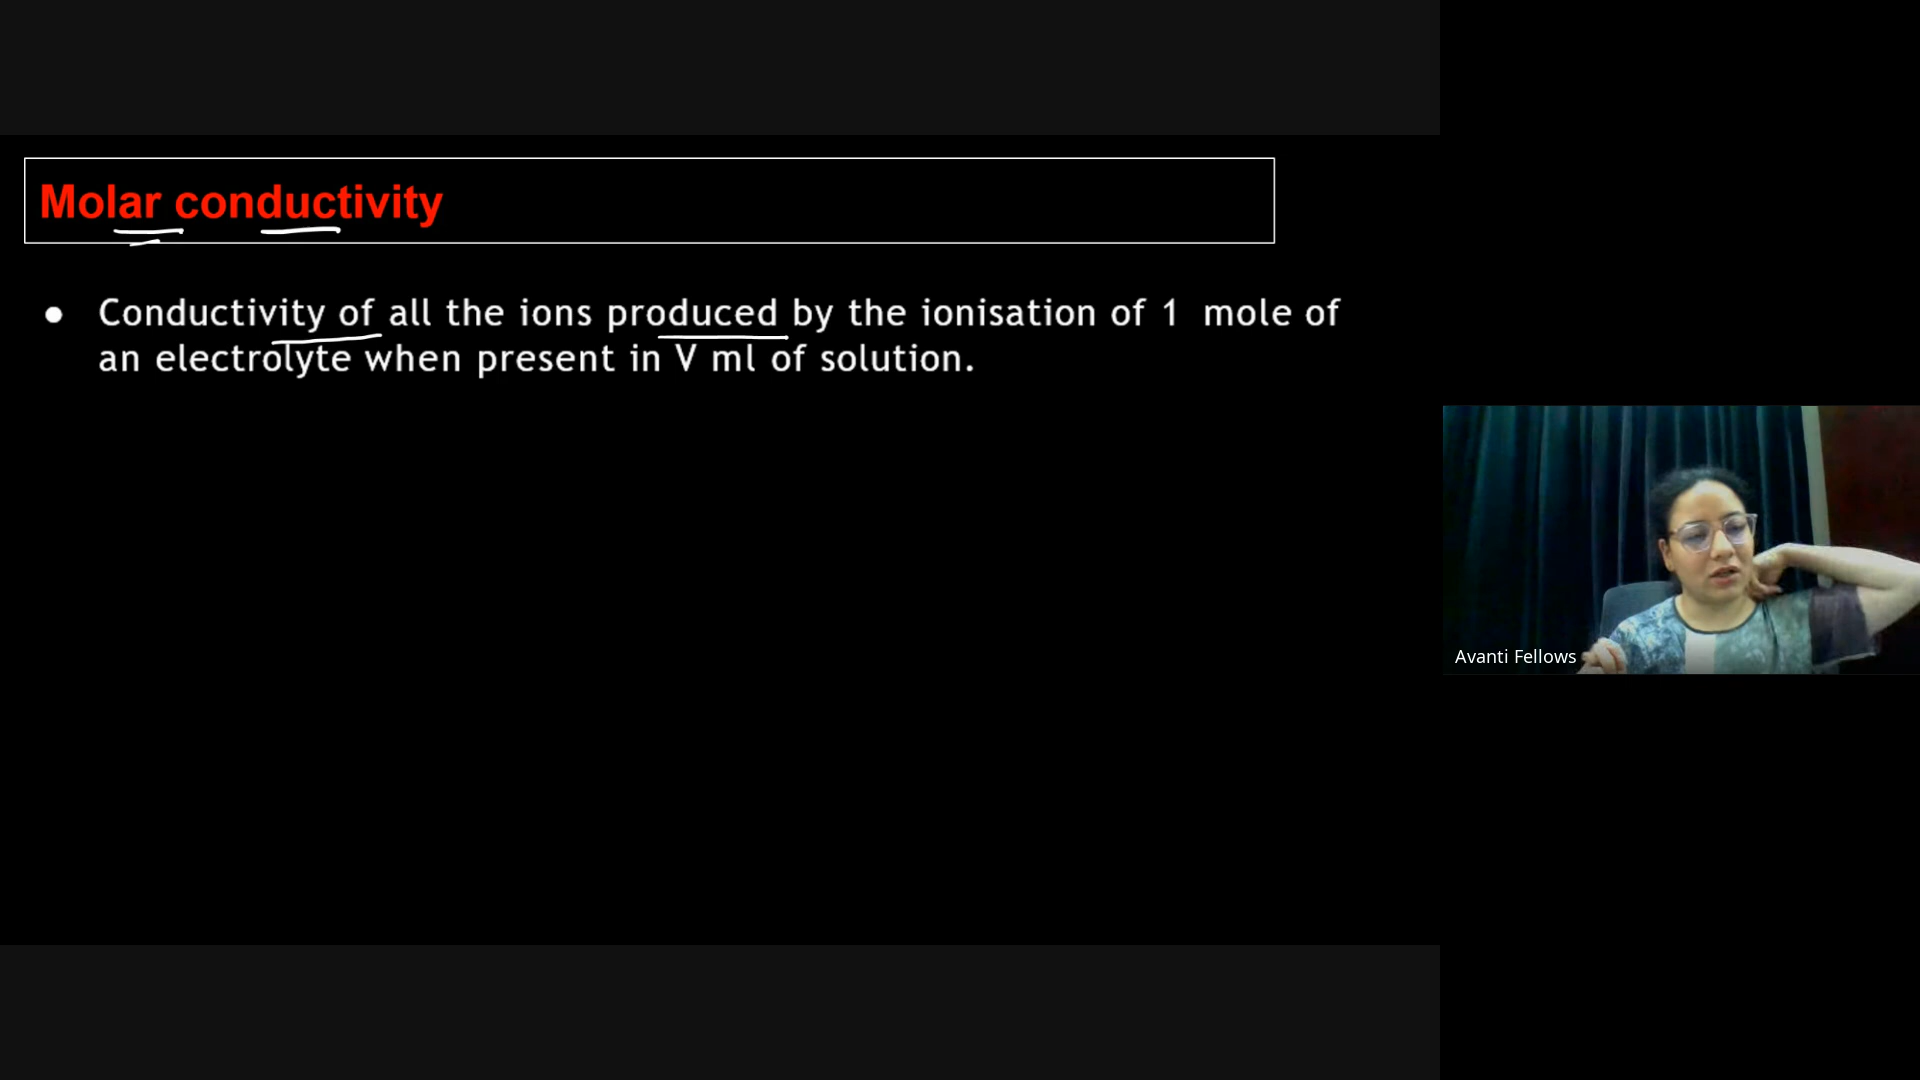 Molar conductivity
● Conductivity of all the ions produced by the ionisation of 1 mole of
an electrolyte when present in V ml of solution.
Avanti Fellows